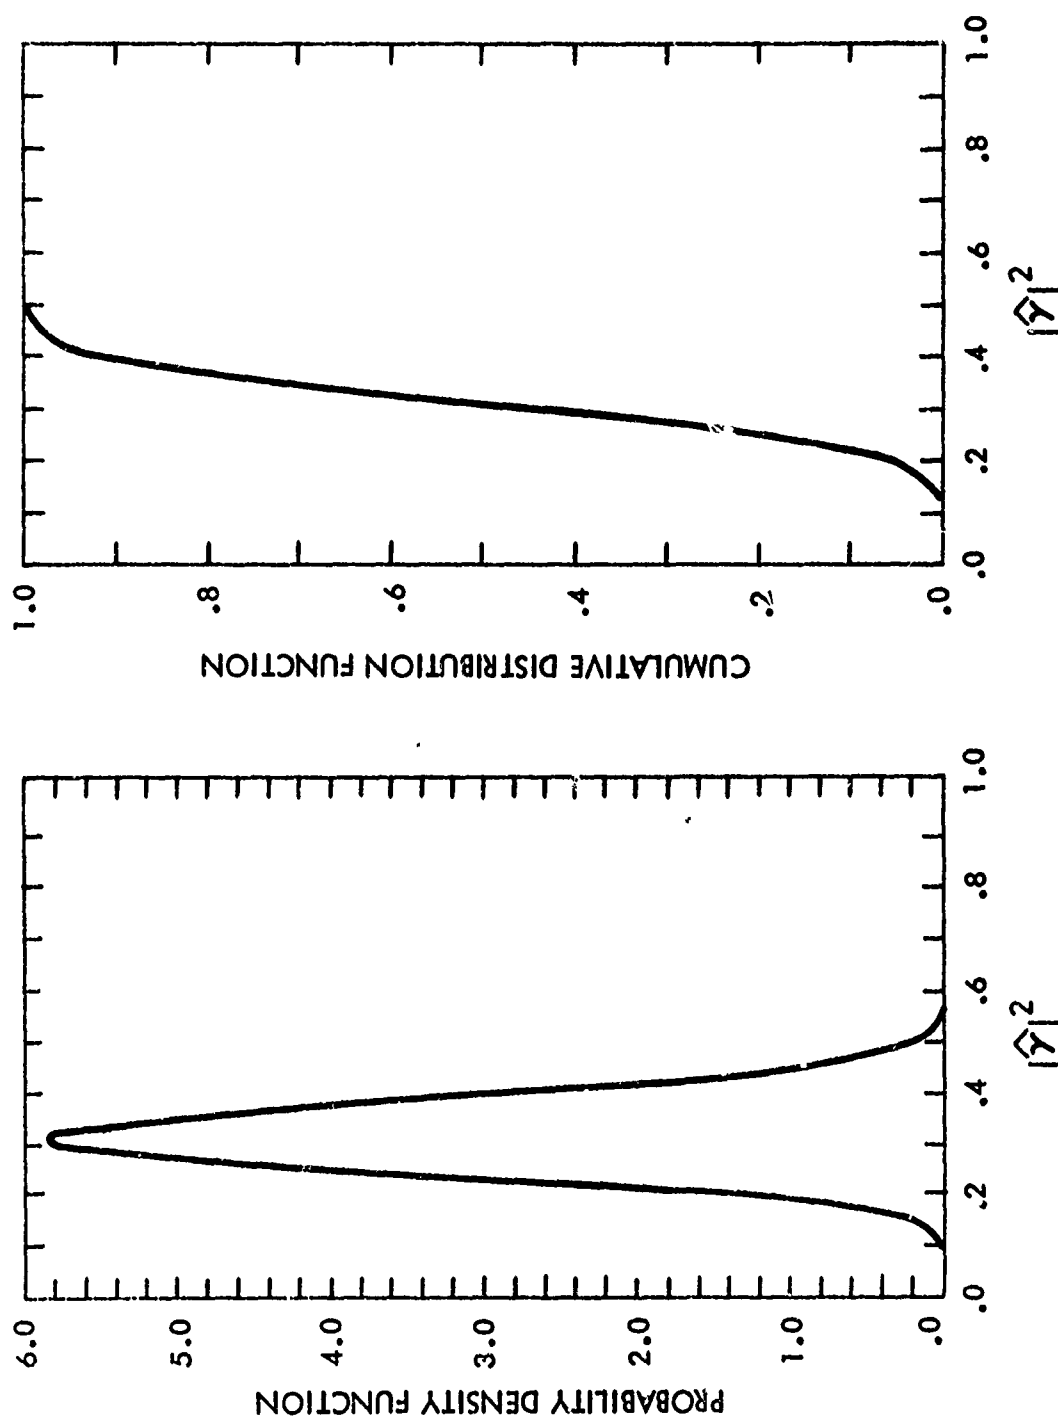 PROBABILITY DENSITY FUNCTION
6.0
5.0
3.0
2.0
1.0
.0
.0 .2 .4 .6 .8 1.0
|γ̂|²
CUMULATIVE DISTRIBUTION FUNCTION
1.0
.8
.6
.4
.2
.0
.0 .2 .4 .6 .8 1.0
|γ̂|²